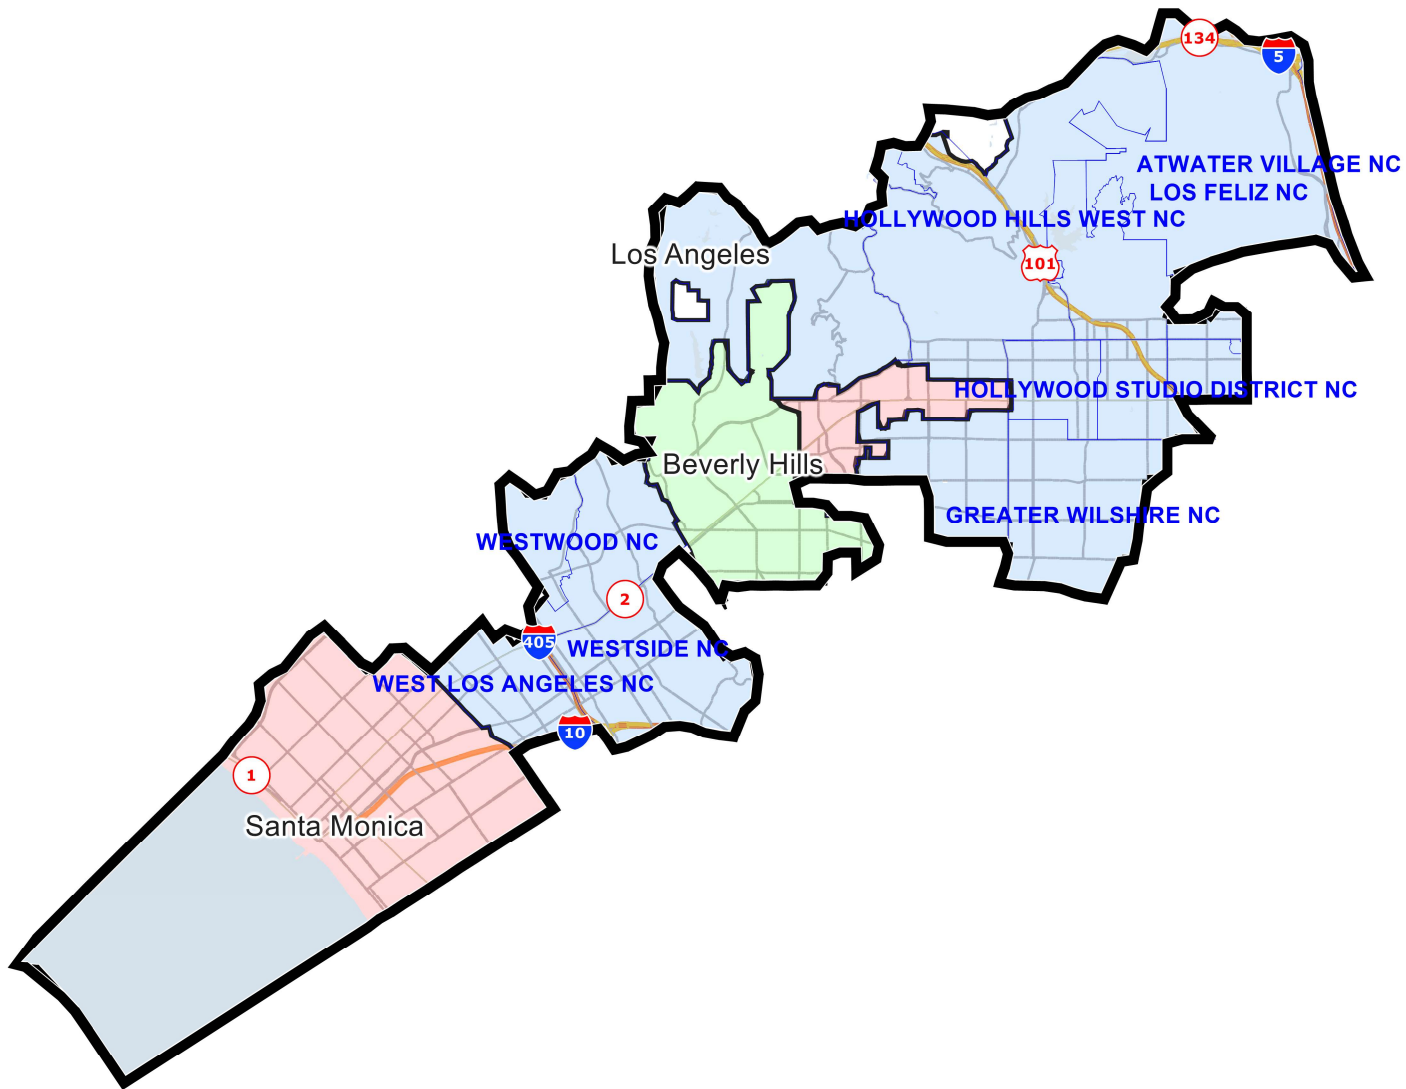 134
5
ATWATER VILLAGE NC
LOS FELIZ NC
HOLLYWOOD HILLS WEST NC
Los Angeles
101
HOLLYWOOD STUDIO DISTRICT NC
Beverly Hills
GREATER WILSHIRE NC
WESTWOOD NC
2
405
WESTSIDE NC
WEST LOS ANGELES NC
10
1
Santa Monica